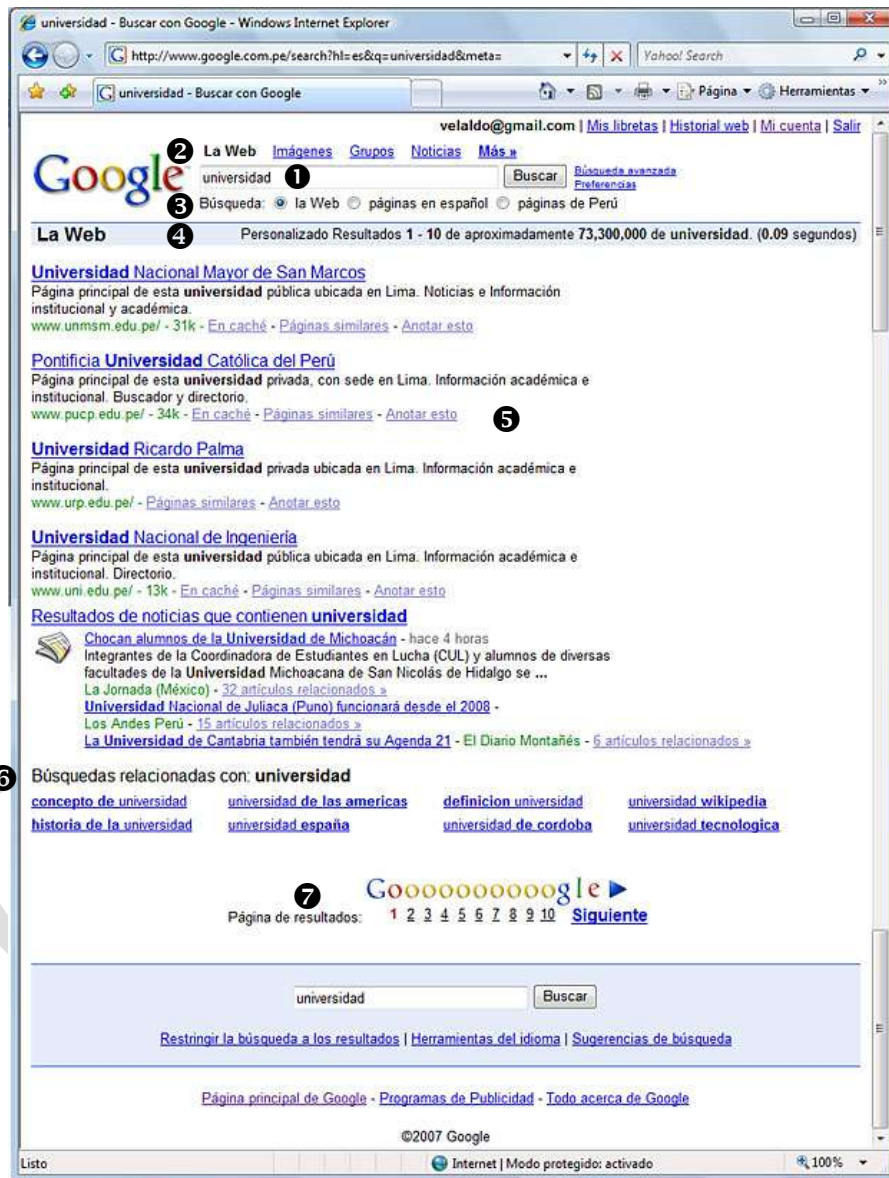 universidad - Buscar con Google - Windows Internet Explorer
http://www.google.com.pe/search?hl=es&q=universidad&meta=
Yahoo! Search
universidad - Buscar con Google
Página
Herramientas
velaldo@gmail.com | Mis libretas | Historial web | Mi cuenta | Salir
❷ La Web Imágenes Grupos Noticias Más »
Google
universidad ❶ Buscar Búsqueda avanzada
Preferencias
❸ Búsqueda: la Web páginas en español páginas de Perú
La Web ❹ Personalizado Resultados 1 - 10 de aproximadamente 73,300,000 de universidad. (0.09 segundos)
Universidad Nacional Mayor de San Marcos
Página principal de esta universidad pública ubicada en Lima. Noticias e Información
institucional y académica.
www.unmsm.edu.pe/ - 31k - En caché - Páginas similares - Anotar esto
Pontificia Universidad Católica del Perú
Página principal de esta universidad privada, con sede en Lima. Información académica e
institucional. Buscador y directorio.
www.pucp.edu.pe/ - 34k - En caché - Páginas similares - Anotar esto ❺
Universidad Ricardo Palma
Página principal de esta universidad privada ubicada en Lima. Información académica e
institucional.
www.urp.edu.pe/ - Páginas similares - Anotar esto
Universidad Nacional de Ingeniería
Página principal de esta universidad pública ubicada en Lima. Información académica e
institucional. Directorio.
www.uni.edu.pe/ - 13k - En caché - Páginas similares - Anotar esto
Resultados de noticias que contienen universidad
Chocan alumnos de la Universidad de Michoacán - hace 4 horas
Integrantes de la Coordinadora de Estudiantes en Lucha (CUL) y alumnos de diversas
facultades de la Universidad Michoacana de San Nicolás de Hidalgo se ...
La Jornada (México) - 32 artículos relacionados »
Universidad Nacional de Juliaca (Puno) funcionará desde el 2008 -
Los Andes Perú - 15 artículos relacionados »
La Universidad de Cantabria también tendrá su Agenda 21 - El Diario Montañés - 6 artículos relacionados »
❻ Búsquedas relacionadas con: universidad
concepto de universidad universidad de las americas definicion universidad universidad wikipedia
historia de la universidad universidad españa universidad de cordoba universidad tecnologica
❼ Goooooooooogle
Página de resultados: 1 2 3 4 5 6 7 8 9 10 Siguiente
universidad Buscar
Restringir la búsqueda a los resultados | Herramientas del idioma | Sugerencias de búsqueda
Página principal de Google - Programas de Publicidad - Todo acerca de Google
©2007 Google
Listo Internet | Modo protegido: activado 100%